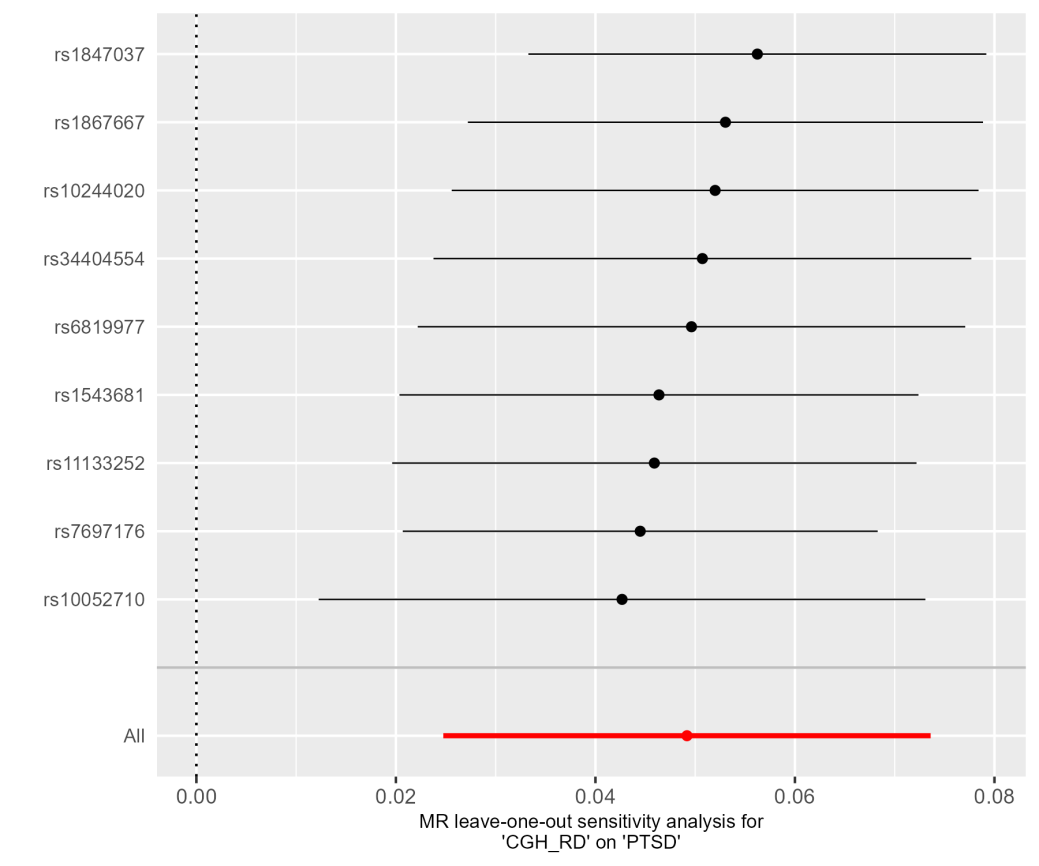 rs1847037
rs1867667
rs10244020
rs34404554
rs6819977
rs1543681
rs11133252
rs7697176
rs10052710
All
0.00 0.02 0.04 0.06 0.08
MR leave-one-out sensitivity analysis for
'CGH_RD' on 'PTSD'